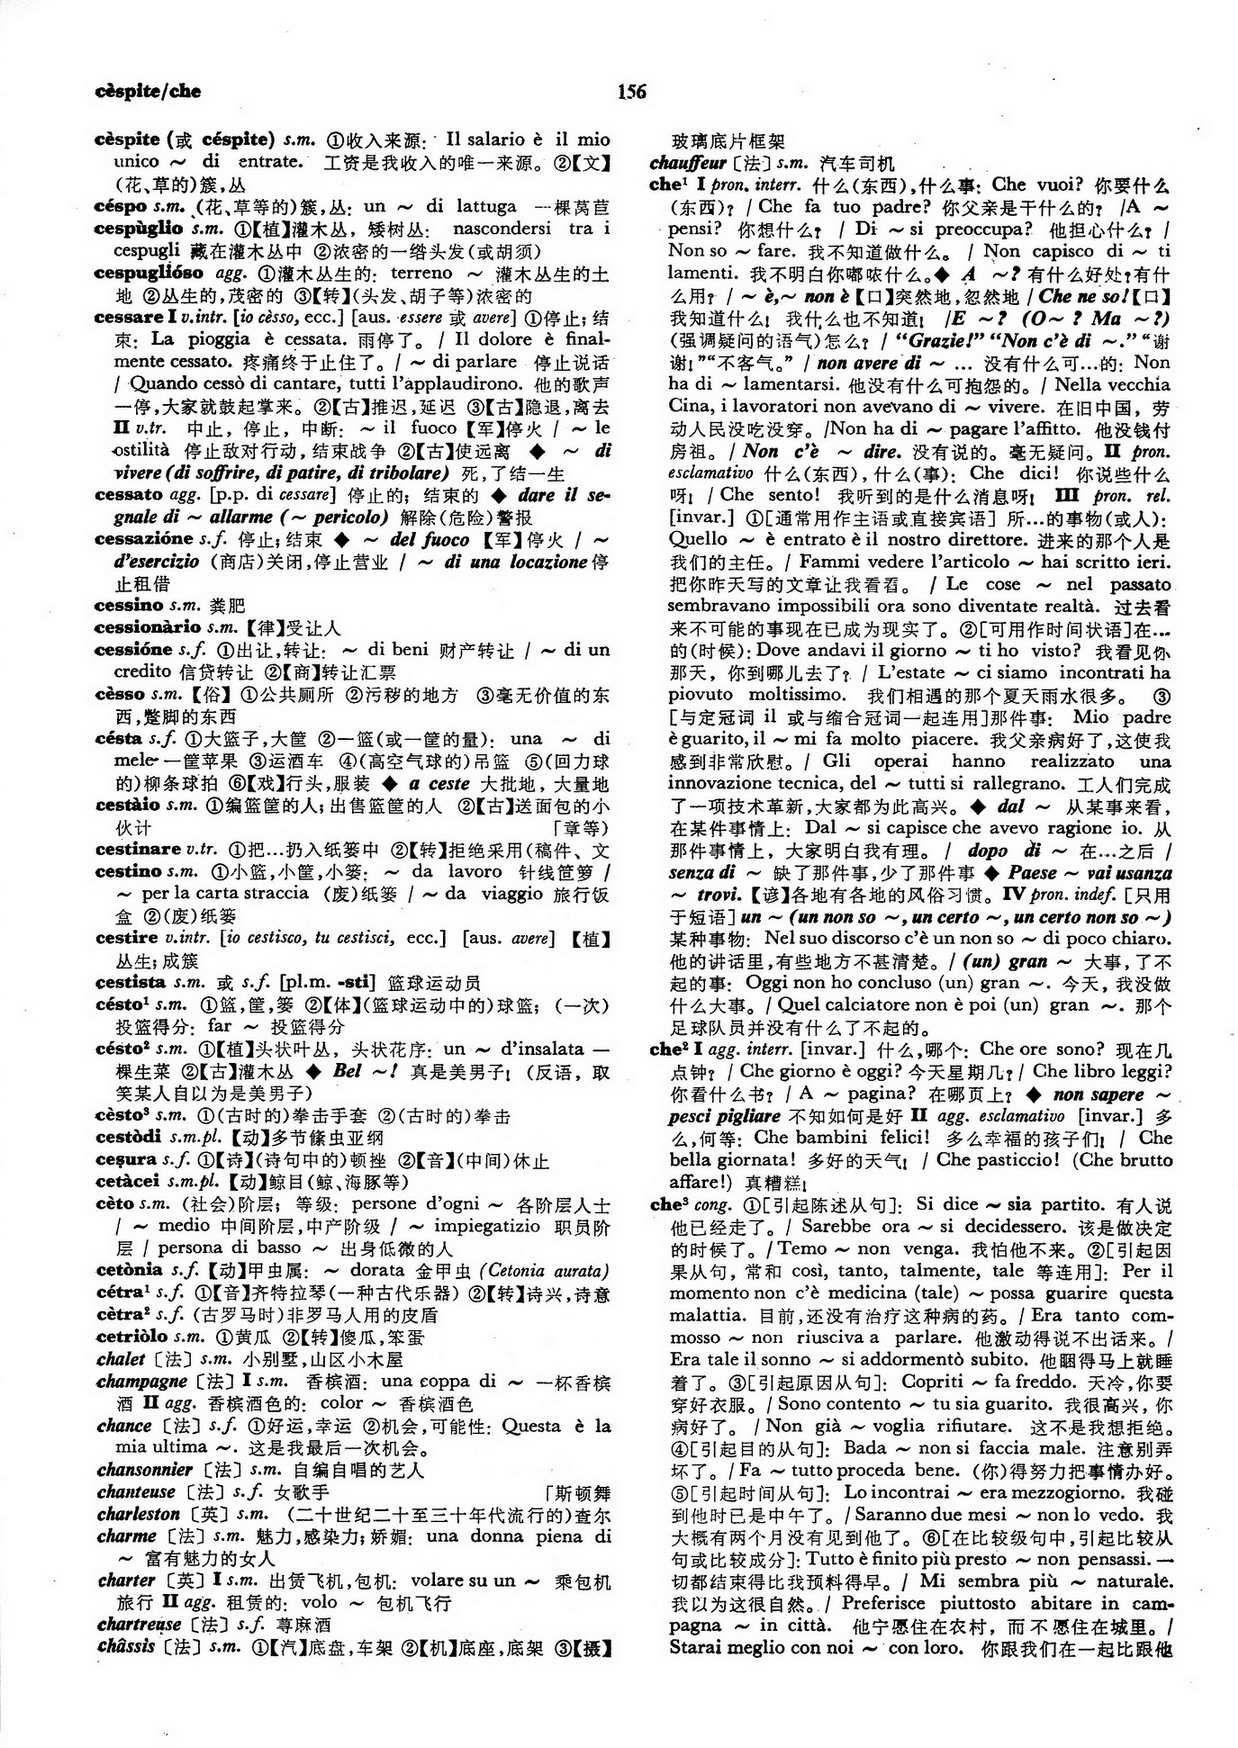 cèspite/che
156
cèspite (或 céspite) s.m. ①收入来源: Il salario è il mio
unico ～ di entrate. 工资是我收入的唯一来源。②【文】
(花、草的)簇,丛
céspo s.m. (花、草等的)簇,丛: un ～ di lattuga 一棵莴苣
cespùglio s.m. ①【植】灌木丛，矮树丛: nascondersi tra i
cespugli 藏在灌木丛中 ②浓密的一绺头发(或胡须)
cespuglióso agg. ①灌木丛生的: terreno ～ 灌木丛生的土
地 ②丛生的,茂密的 ③【转】(头发、胡子等)浓密的
cessare I v.intr. [io cèsso, ecc.] [aus. essere 或 avere] ①停止;结
束: La pioggia è cessata. 雨停了。/ Il dolore è final-
mente cessato. 疼痛终于止住了。/ ～ di parlare 停止说话
/ Quando cessò di cantare, tutti l'applaudirono. 他的歌声
一停,大家就鼓起掌来。②【古】推迟,延迟 ③【古】隐退,离去
II v.tr. 中止，停止，中断: ～ il fuoco 【军】停火 / ～ le
ostilità 停止敌对行动,结束战争 ②【古】使远离 ◆ ～ di
vivere (di soffrire, di patire, di tribolare) 死,了结一生
cessato agg. [p.p. di cessare] 停止的; 结束的 ◆ dare il se-
gnale di ～ allarme (～ pericolo) 解除(危险)警报
cessazióne s.f. 停止;结束 ◆ ～ del fuoco 【军】停火 / ～
d'esercizio (商店)关闭,停止营业 / ～ di una locazione 停
止租借
cessino s.m. 粪肥
cessionàrio s.m. 【律】受让人
cessióne s.f. ①出让,转让: ～ di beni 财产转让 / ～ di un
credito 信贷转让 ②【商】转让汇票
cèsso s.m. 【俗】①公共厕所 ②污秽的地方 ③毫无价值的东
西,蹩脚的东西
césta s.f. ①大篮子,大筐 ②一篮(或一筐的量): una ～ di
mele 一筐苹果 ③运酒车 ④(高空气球的)吊篮 ⑤(回力球
的)柳条球拍 ⑥【戏】行头,服装 ◆ a ceste 大批地，大量地
cestàio s.m. ①编篮筐的人; 出售篮筐的人 ②【古】送面包的小
伙计 「章等)
cestinare v.tr. ①把…扔入纸篓中 ②【转】拒绝采用(稿件、文
cestino s.m. ①小篮,小筐,小篓: ～ da lavoro 针线笸箩 /
～ per la carta straccia (废)纸篓 / ～ da viaggio 旅行饭
盒 ②(废)纸篓
cestire v.intr. [io cestisco, tu cestisci, ecc.] [aus. avere] 【植】
丛生;成簇
cestista s.m. 或 s.f. [pl.m. -sti] 篮球运动员
césto¹ s.m. ①篮,筐,篓 ②【体】(篮球运动中的)球篮; (一次)
投篮得分: far ～ 投篮得分
césto² s.m. ①【植】头状叶丛，头状花序: un ～ d'insalata 一
棵生菜 ②【古】灌木丛 ◆ Bel ～! 真是美男子! (反语，取
笑某人自以为是美男子)
cèsto³ s.m. ①(古时的)拳击手套 ②(古时的)拳击
cestòdi s.m.pl. 【动】多节绦虫亚纲
ceṣura s.f. ①【诗】(诗句中的)顿挫 ②【音】(中间)休止
cetàcei s.m.pl. 【动】鲸目(鲸、海豚等)
cèto s.m. (社会)阶层; 等级: persone d'ogni ～ 各阶层人士
/ ～ medio 中间阶层,中产阶级 / ～ impiegatizio 职员阶
层 / persona di basso ～ 出身低微的人
cetònia s.f. 【动】甲虫属: ～ dorata 金甲虫 (Cetonia aurata)
cétra¹ s.f. ①【音】齐特拉琴(一种古代乐器) ②【转】诗兴,诗意
cètra² s.f. (古罗马时)非罗马人用的皮盾
cetriòlo s.m. ①黄瓜 ②【转】傻瓜,笨蛋
chalet〔法〕s.m. 小别墅,山区小木屋
champagne〔法〕I s.m. 香槟酒: una coppa di ～ 一杯香槟
酒 II agg. 香槟酒色的: color ～ 香槟酒色
chance〔法〕s.f. ①好运,幸运 ②机会,可能性: Questa è la
mia ultima ～. 这是我最后一次机会。
chansonnier〔法〕s.m. 自编自唱的艺人
chanteuse〔法〕s.f. 女歌手 「斯顿舞
charleston〔英〕s.m. (二十世纪二十至三十年代流行的)查尔
charme〔法〕s.m. 魅力,感染力;娇媚: una donna piena di
～ 富有魅力的女人
charter〔英〕I s.m. 出赁飞机,包机: volare su un ～ 乘包机
旅行 II agg. 租赁的: volo ～ 包机飞行
chartreuse〔法〕s.f. 荨麻酒
châssis〔法〕s.m. ①【汽】底盘,车架 ②【机】底座,底架 ③【摄】
玻璃底片框架
chauffeur〔法〕s.m. 汽车司机
che¹ I pron. interr. 什么(东西),什么事: Che vuoi? 你要什么
(东西)? / Che fa tuo padre? 你父亲是干什么的? /A ～
pensi? 你想什么? / Di ～ si preoccupa? 他担心什么? /
Non so ～ fare. 我不知道做什么。 / Non capisco di ～ ti
lamenti. 我不明白你嘟哝什么。◆ A ～? 有什么好处?有什
么用? / ～ è,～ non è【口】突然地,忽然地 / Che ne so!【口】
我知道什么! 我什么也不知道! /E ～? (O ～? Ma ～?)
(强调疑问的语气)怎么? / “Grazie!” “Non c'è di ～.” “谢
谢!”“不客气。” / non avere di ～ … 没有什么可…的: Non
ha di ～ lamentarsi. 他没有什么可抱怨的。/ Nella vecchia
Cina, i lavoratori non avevano di ～ vivere. 在旧中国，劳
动人民没吃没穿。/Non ha di ～ pagare l'affitto. 他没钱付
房租。/ Non c'è ～ dire. 没有说的。毫无疑问。II pron.
esclamativo 什么(东西),什么(事): Che dici! 你说些什么
呀! / Che sento! 我听到的是什么消息呀! III pron. rel.
[invar.] ①[通常用作主语或直接宾语] 所…的事物(或人):
Quello ～ è entrato è il nostro direttore. 进来的那个人是
我们的主任。/ Fammi vedere l'articolo ～ hai scritto ieri.
把你昨天写的文章让我看看。 / Le cose ～ nel passato
sembravano impossibili ora sono diventate realtà. 过去看
来不可能的事现在已成为现实了。②[可用作时间状语]在…
的(时候): Dove andavi il giorno ～ ti ho visto? 我看见你
那天，你到哪儿去了? / L'estate ～ ci siamo incontrati ha
piovuto moltissimo. 我们相遇的那个夏天雨水很多。 ③
[与定冠词 il 或与缩合冠词一起连用]那件事: Mio padre
è guarito, il ～ mi fa molto piacere. 我父亲病好了,这使我
感到非常欣慰。/ Gli operai hanno realizzato una
innovazione tecnica, del ～ tutti si rallegrano. 工人们完成
了一项技术革新,大家都为此高兴。◆ dal ～ 从某事来看,
在某件事情上: Dal ～ si capisce che avevo ragione io. 从
那件事情上，大家明白我有理。 / dopo di ～ 在…之后 /
senza di ～ 缺了那件事,少了那件事 ◆ Paese ～ vai usanza
～ trovi. 【谚】各地有各地的风俗习惯。IV pron. indef. [只用
于短语] un ～ (un non so ～, un certo ～, un certo non so ～)
某种事物: Nel suo discorso c'è un non so ～ di poco chiaro.
他的讲话里,有些地方不甚清楚。/ (un) gran ～ 大事,了不
起的事: Oggi non ho concluso (un) gran ～. 今天，我没做
什么大事。/ Quel calciatore non è poi (un) gran ～. 那个
足球队员并没有什么了不起的。
che² I agg. interr. [invar.] 什么,哪个: Che ore sono? 现在几
点钟? / Che giorno è oggi? 今天星期几? / Che libro leggi?
你看什么书? / A ～ pagina? 在哪页上? ◆ non sapere ～
pesci pigliare 不知如何是好 II agg. esclamativo [invar.] 多
么,何等: Che bambini felici! 多么幸福的孩子们! / Che
bella giornata! 多好的天气! / Che pasticcio! (Che brutto
affare!) 真糟糕!
che³ cong. ①[引起陈述从句]: Si dice ～ sia partito. 有人说
他已经走了。/ Sarebbe ora ～ si decidessero. 该是做决定
的时候了。/ Temo ～ non venga. 我怕他不来。②[引起因
果从句，常和 così, tanto, talmente, tale 等连用]: Per il
momento non c'è medicina (tale) ～ possa guarire questa
malattia. 目前,还没有治疗这种病的药。/ Era tanto com-
mosso ～ non riusciva a parlare. 他激动得说不出话来。/
Era tale il sonno ～ si addormentò subito. 他睏得马上就睡
着了。③[引起原因从句]: Copriti ～ fa freddo. 天冷,你要
穿好衣服。/ Sono contento ～ tu sia guarito. 我很高兴，你
病好了。 / Non già ～ voglia rifiutare. 这不是我想拒绝。
④[引起目的从句]: Bada ～ non si faccia male. 注意别弄
坏了。/ Fa ～ tutto proceda bene. (你)得努力把事情办好。
⑤[引起时间从句]: Lo incontrai ～ era mezzogiorno. 我碰
到他时已是中午了。/ Saranno due mesi ～ non lo vedo. 我
大概有两个月没有见到他了。⑥[在比较级句中,引起比较从
句或比较成分]: Tutto è finito più presto ～ non pensassi. 一
切都结束得比我预料得早。/ Mi sembra più ～ naturale.
我以为这很自然。/ Preferisce piuttosto abitare in cam-
pagna ～ in città. 他宁愿住在农村，而不愿住在城里。/
Starai meglio con noi ～ con loro. 你跟我们在一起比跟他